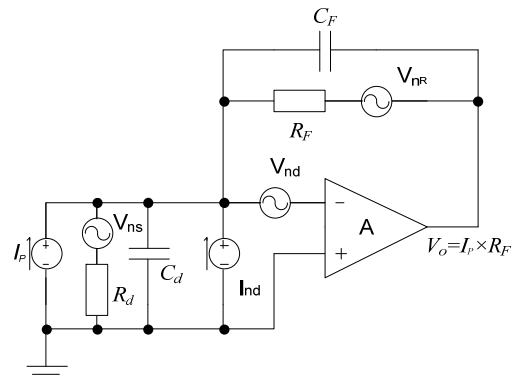 C_F
V_nR
R_F
V_nd
−
A
+
V_o=I_P×R_F
I_P
+
-
V_ns
R_d
C_d
+
-
I_nd